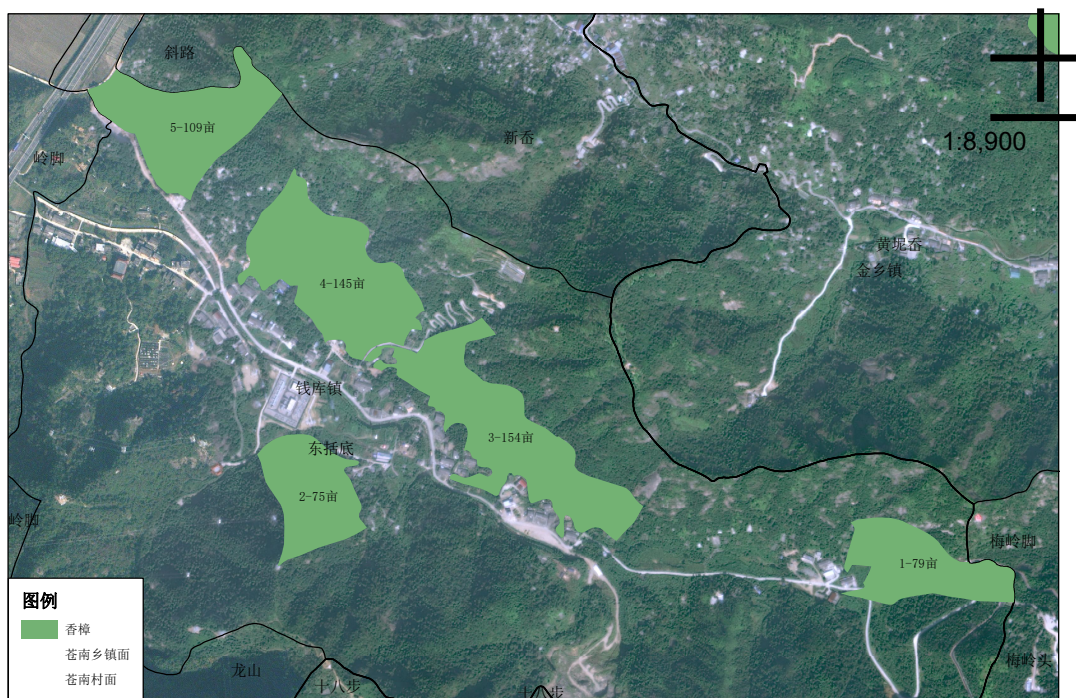 斜路
5-109亩
新岙
1:8,900
岭脚
黄坭岙
金乡镇
4-145亩
钱库镇
3-154亩
东括底
2-75亩
岭脚
梅岭脚
1-79亩
图例
香樟
苍南乡镇面
苍南村面
龙山
十八步
十八步
梅岭头